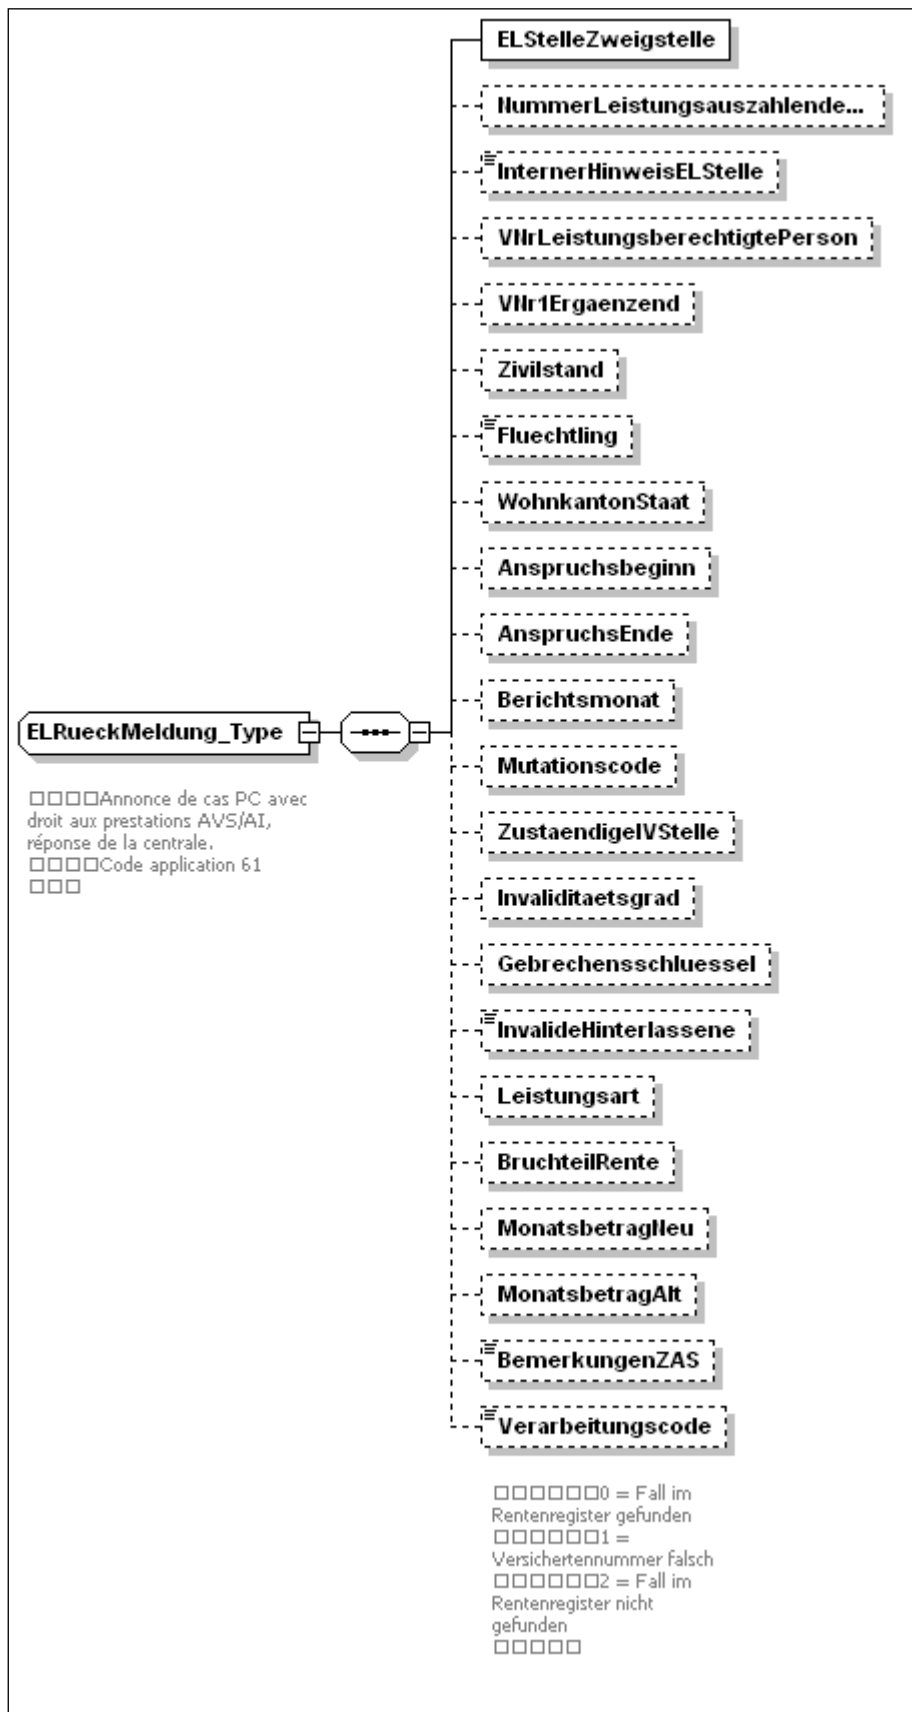 ELStelleZweigstelle
NummerLeistungsauszahlende...
InternerHinweisELStelle
VNrLeistungsberechtigtePerson
VNr1Ergaenzend
Zivilstand
Fluechtling
WohnkantonStaat
Anspruchsbeginn
AnspruchsEnde
Berichtsmonat
ELRueckMeldung_Type
Mutationscode
□□□□Annonce de cas PC avec
droit aux prestations AVS/AI,
réponse de la centrale.
□□□□Code application 61
□□□
ZustaendigeIVStelle
Invaliditaetsgrad
Gebrechensschluessel
InvalideHinterlassene
Leistungsart
BruchteilRente
MonatsbetragNeu
MonatsbetragAlt
BemerkungenZAS
Verarbeitungscode
□□□□□□0 = Fall im
Rentenregister gefunden
□□□□□□1 =
Versichertennummer falsch
□□□□□□2 = Fall im
Rentenregister nicht
gefunden
□□□□□